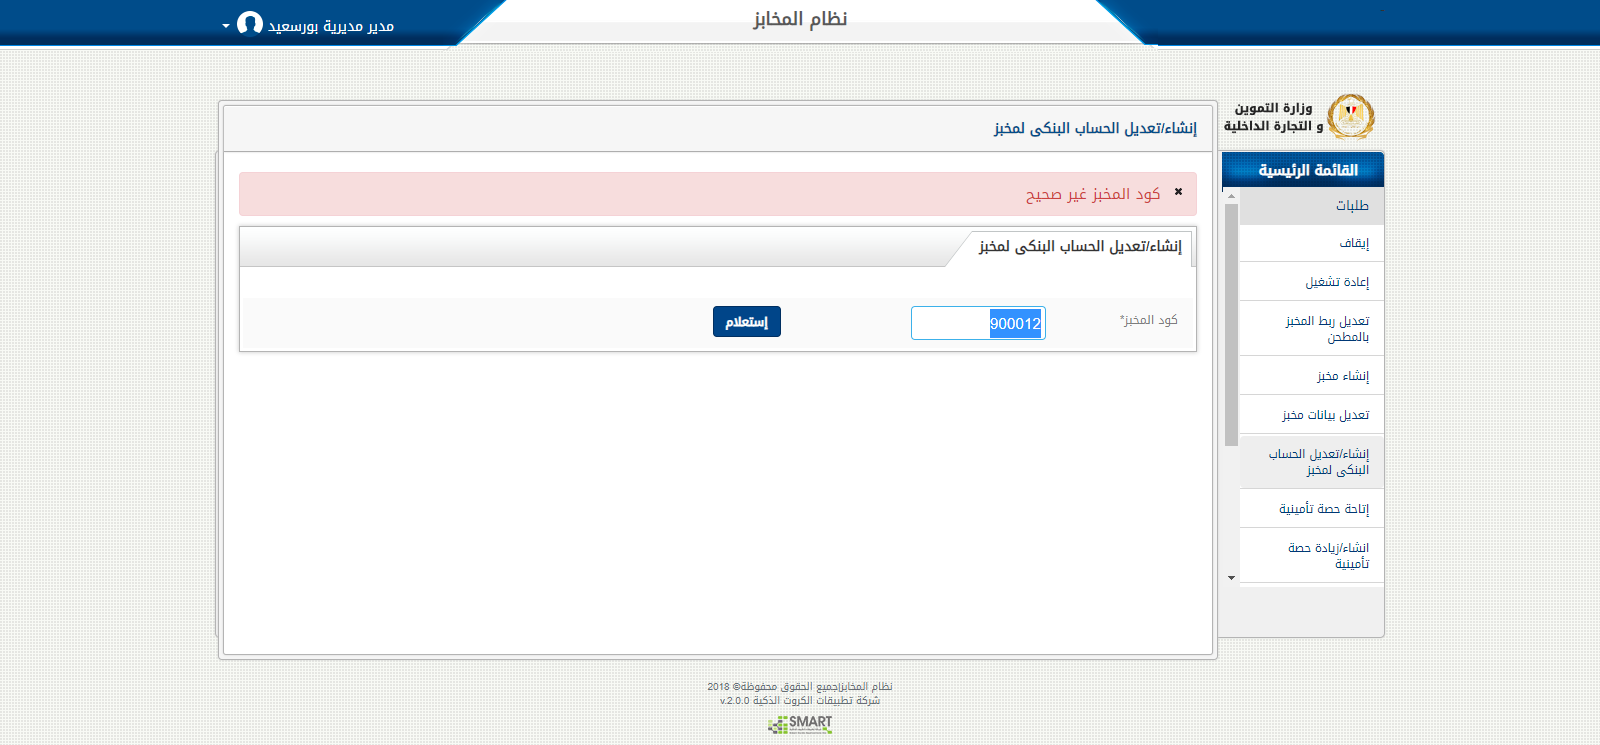 نظام المخابز
مدير مديرية بورسعيد
وزارة التموين
و التجارة الداخلية
القائمة الرئيسية
طلبات
إيقاف
إعادة تشغيل
تعديل ربط المخبز
بالمطحن
إنشاء مخبز
تعديل بيانات مخبز
إنشاء/تعديل الحساب
البنكى لمخبز
إتاحة حصة تأمينية
انشاء/زيادة حصة
تأمينية
إنشاء/تعديل الحساب البنكى لمخبز
كود المخبز غير صحيح
إنشاء/تعديل الحساب البنكى لمخبز
كود المخبز*
900012
إستعلام
نظام المخابز|جميع الحقوق محفوظة© 2018
شركة تطبيقات الكروت الذكية v.2.0.0
SMART